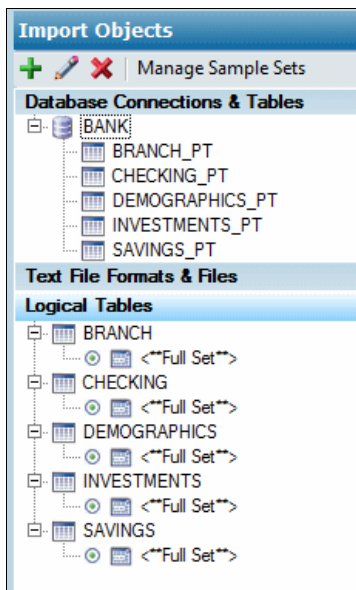 Import Objects
Manage Sample Sets
Database Connections & Tables
BANK
BRANCH_PT
CHECKING_PT
DEMOGRAPHICS_PT
INVESTMENTS_PT
SAVINGS_PT
Text File Formats & Files
Logical Tables
BRANCH
<**Full Set**>
CHECKING
<**Full Set**>
DEMOGRAPHICS
<**Full Set**>
INVESTMENTS
<**Full Set**>
SAVINGS
<**Full Set**>